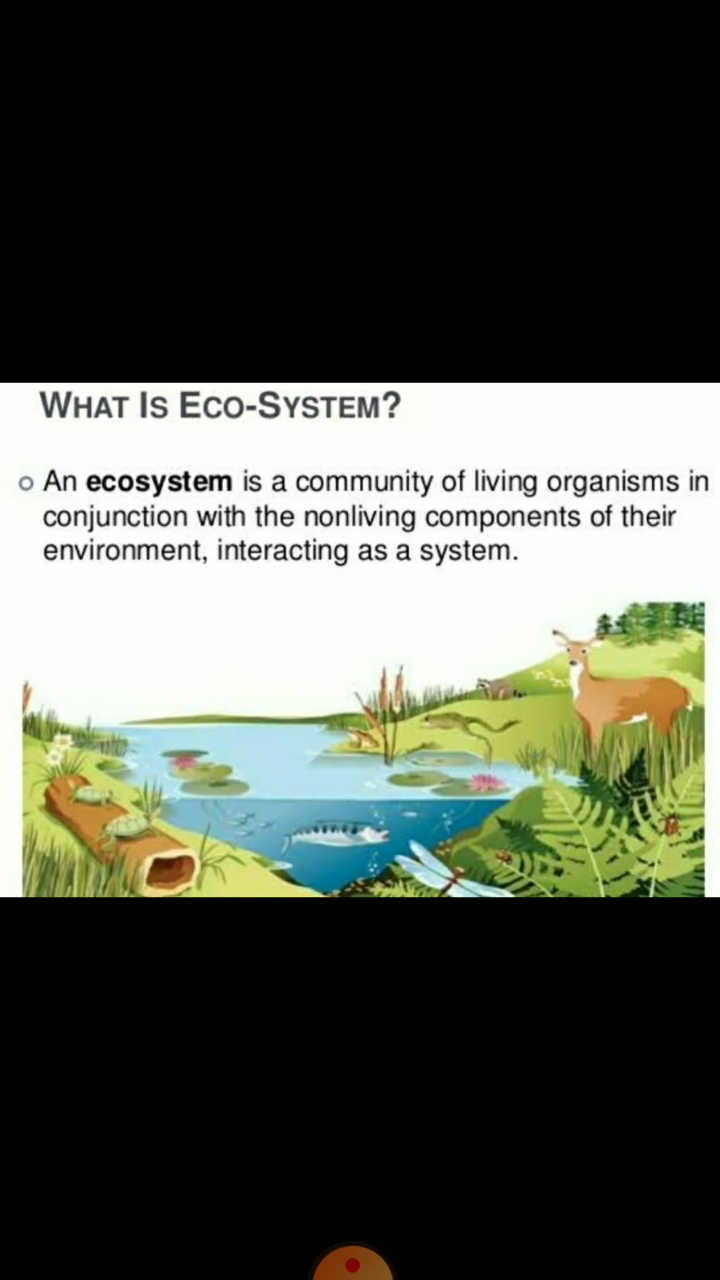 WHAT IS ECO-SYSTEM?
An ecosystem is a community of living organisms in
conjunction with the nonliving components of their
environment, interacting as a system.